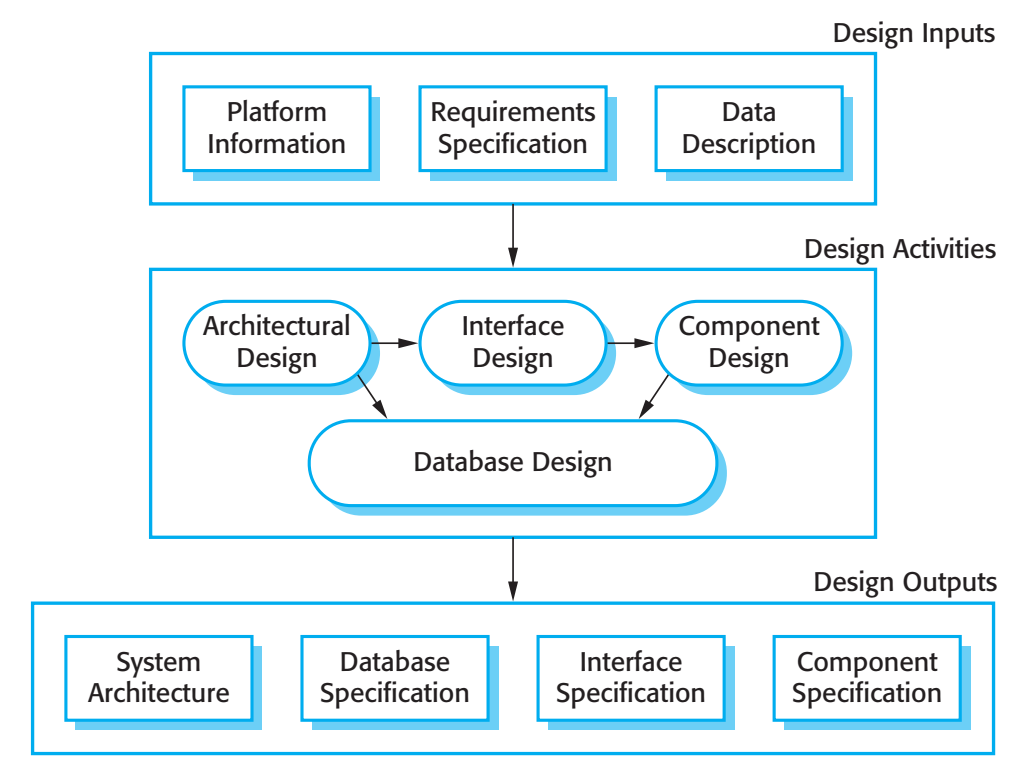 Design Inputs
Platform
Information
Requirements
Specification
Data
Description
Design Activities
Architectural
Design
Interface
Design
Component
Design
Database Design
Design Outputs
System
Architecture
Database
Specification
Interface
Specification
Component
Specification